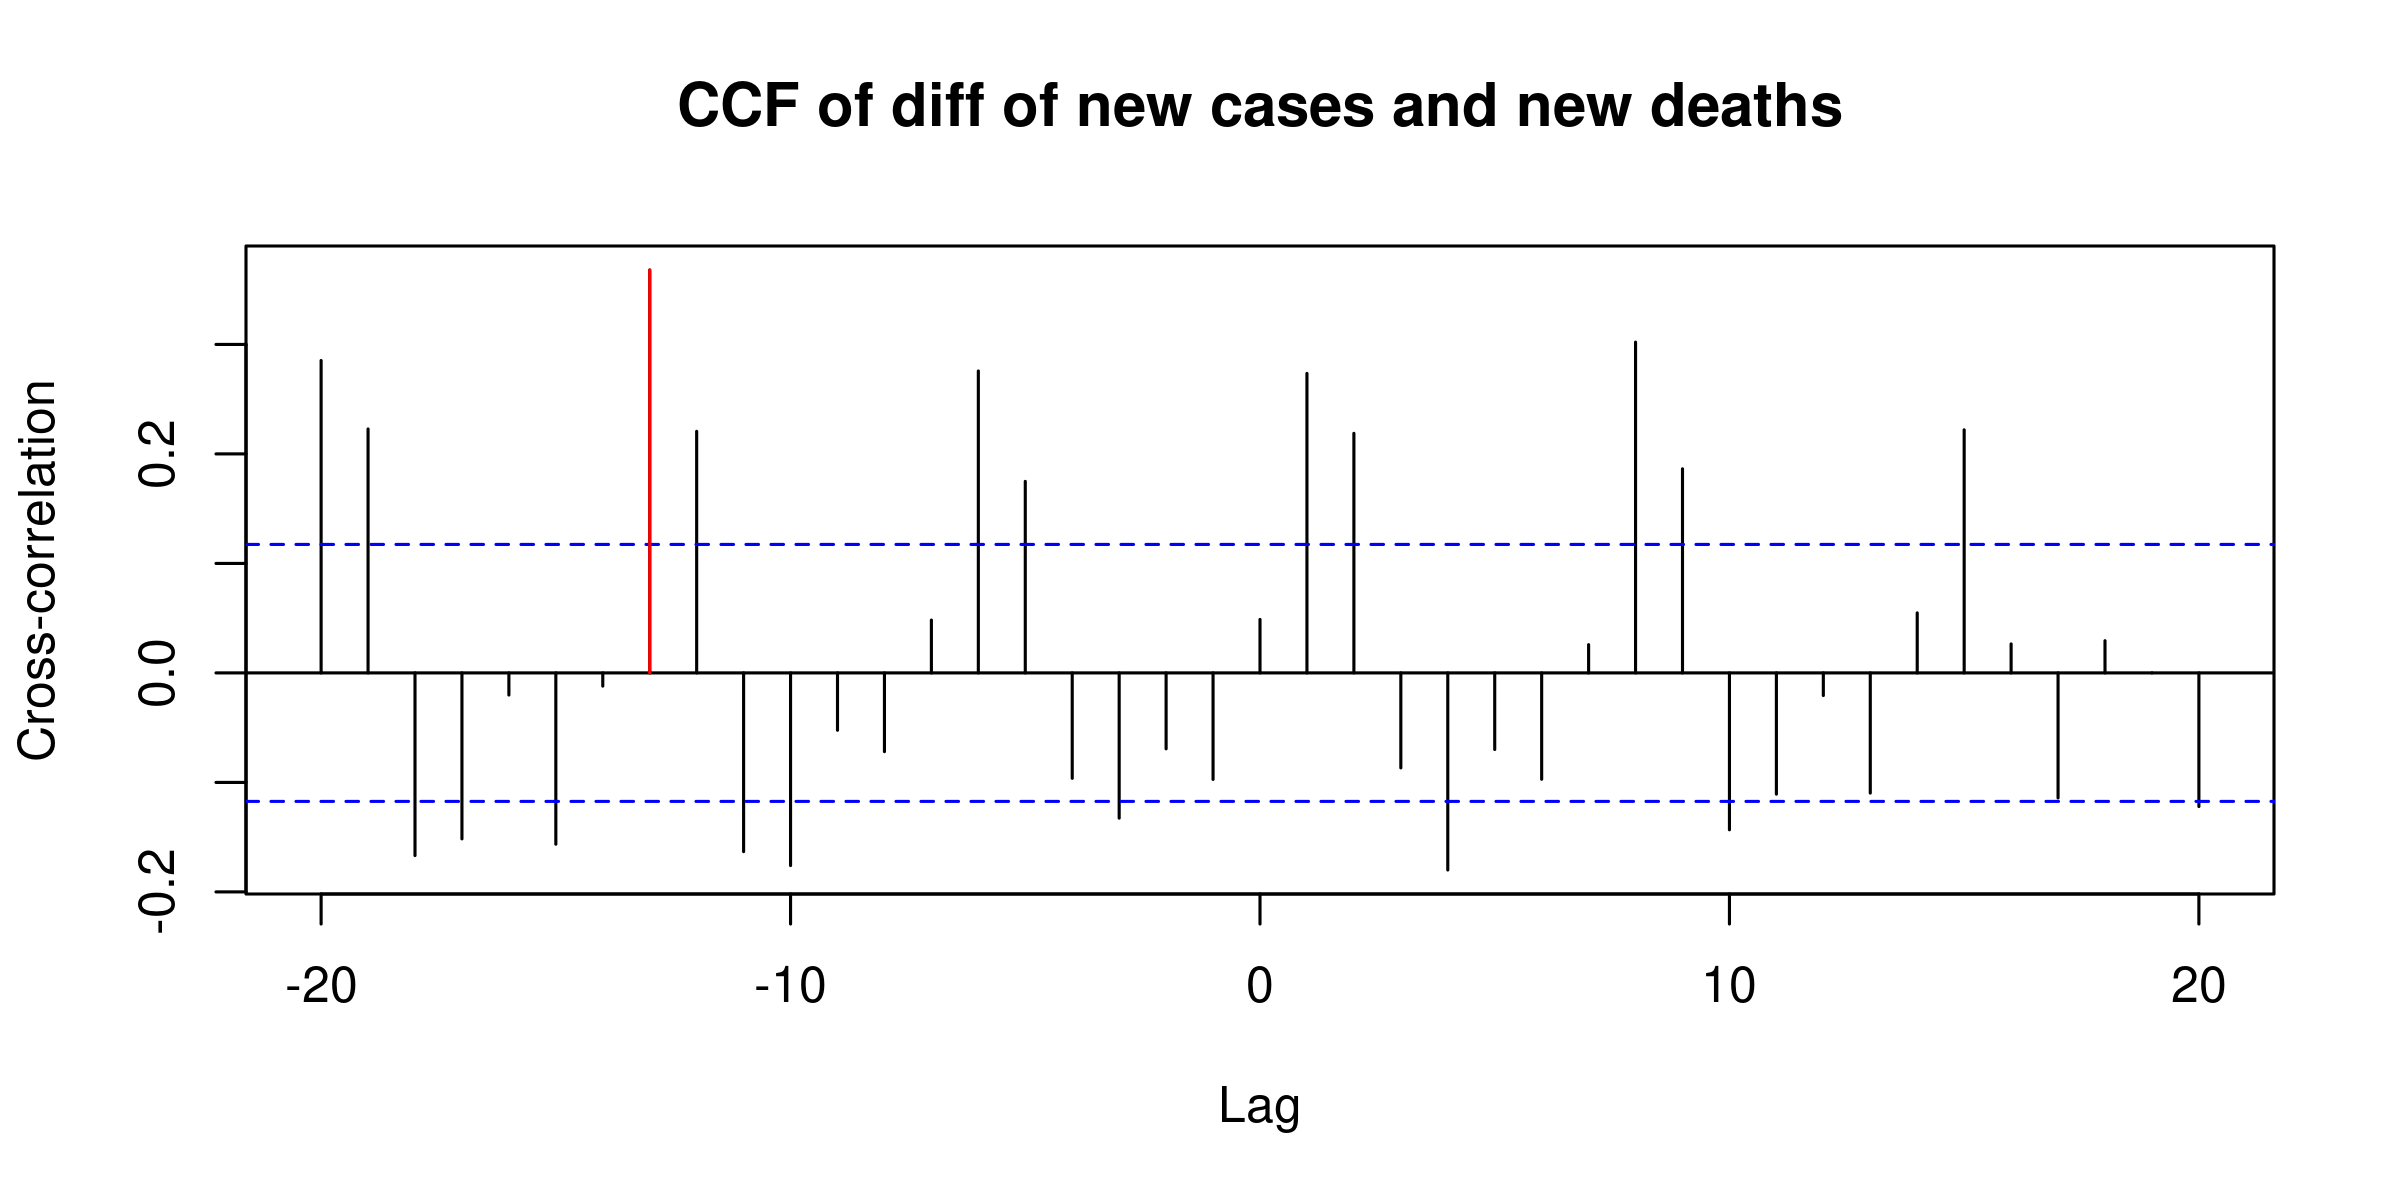 CCF of diff of new cases and new deaths
Cross-correlation
0.2
0.0
-0.2
-20 -10 0 10 20
Lag